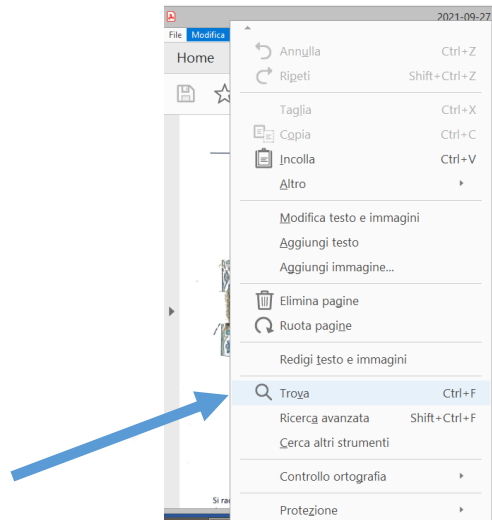 2021-09-27
File Modifica
Home
Annulla Ctrl+Z
Ripeti Shift+Ctrl+Z
Taglia Ctrl+X
Copia Ctrl+C
Incolla Ctrl+V
Altro
Modifica testo e immagini
Aggiungi testo
Aggiungi immagine...
Elimina pagine
Ruota pagine
Redigi testo e immagini
Trova Ctrl+F
Ricerca avanzata Shift+Ctrl+F
Cerca altri strumenti
Controllo ortografia
Si
Protezione